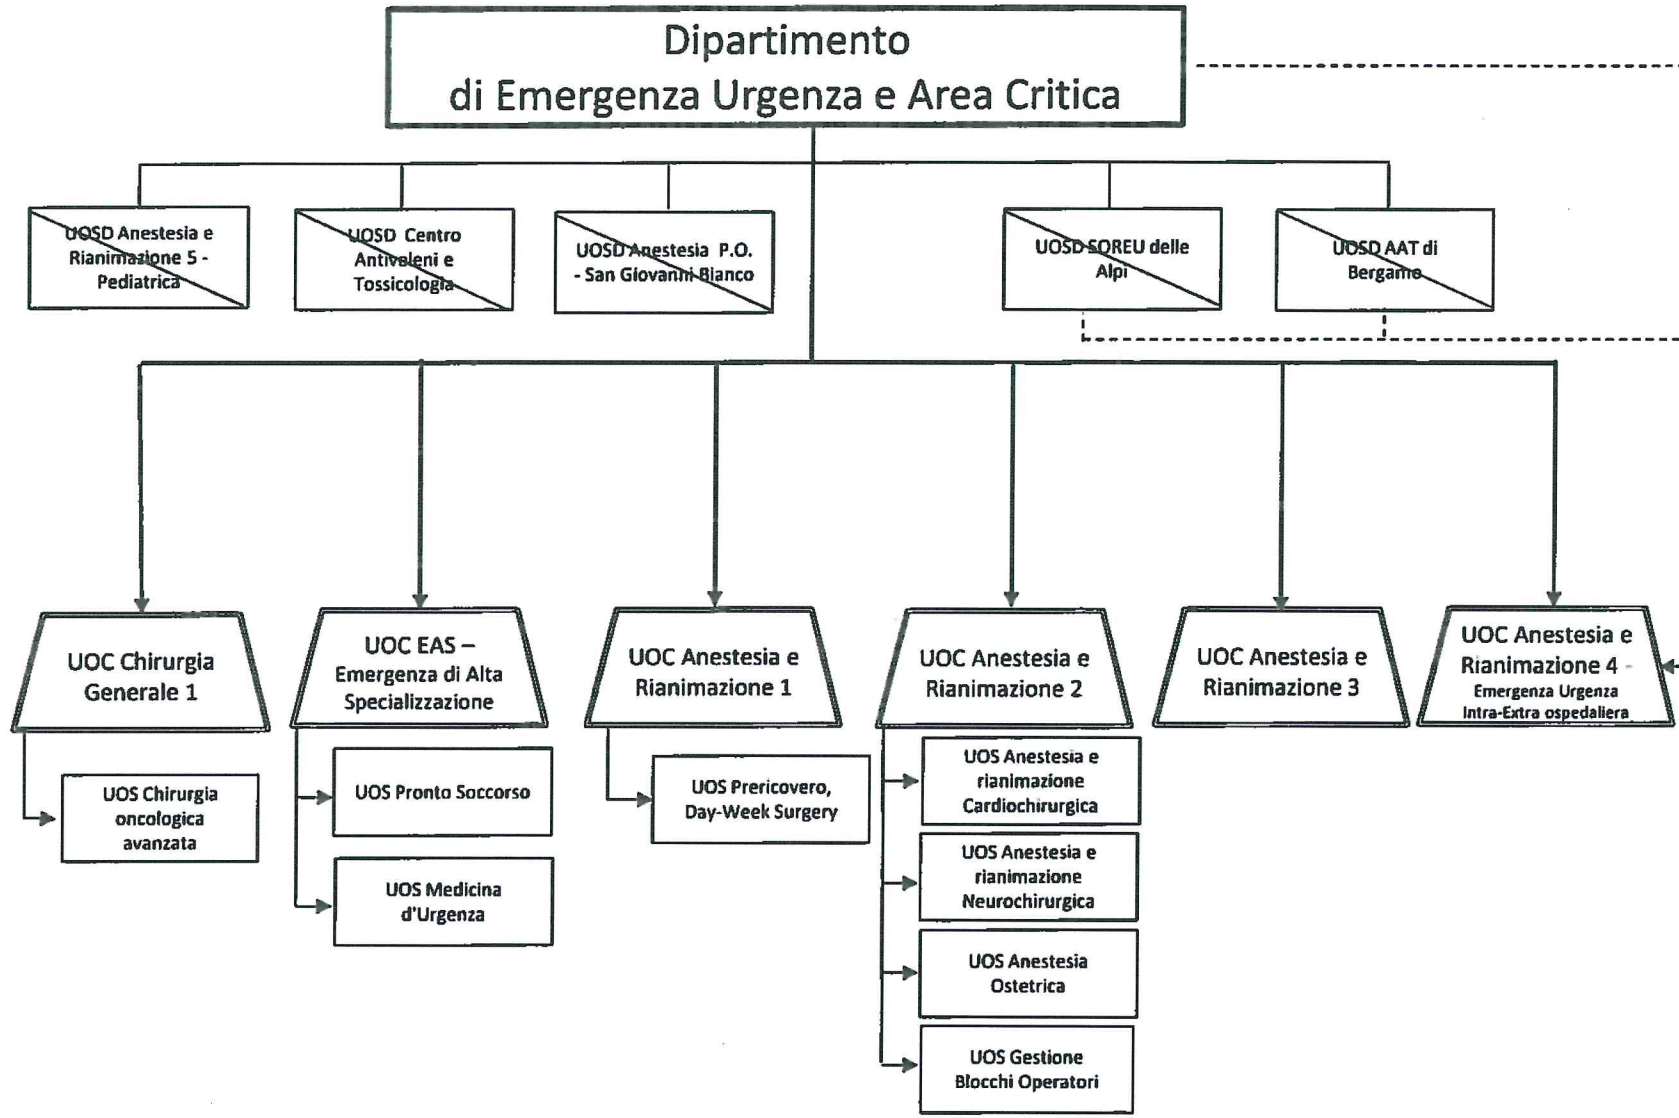 Dipartimento
di Emergenza Urgenza e Area Critica
UOSD Anestesia e
Rianimazione 5 -
Pediatrica
UOSD Centro
Antiveleni e
Tossicologia
UOSD Anestesia P.O.
- San Giovanni Bianco
UOSD SOREU delle
Alpi
UOSD AAT di
Bergamo
UOC Chirurgia
Generale 1
UOS Chirurgia
oncologica
avanzata
UOC EAS –
Emergenza di Alta
Specializzazione
UOS Pronto Soccorso
UOS Medicina
d'Urgenza
UOC Anestesia e
Rianimazione 1
UOS Prericovero,
Day-Week Surgery
UOC Anestesia e
Rianimazione 2
UOS Anestesia e
rianimazione
Cardiochirurgica
UOS Anestesia e
rianimazione
Neurochirurgica
UOS Anestesia
Ostetrica
UOS Gestione
Blocchi Operatori
UOC Anestesia e
Rianimazione 3
UOC Anestesia e
Rianimazione 4 -
Emergenza Urgenza
Intra-Extra ospedaliera